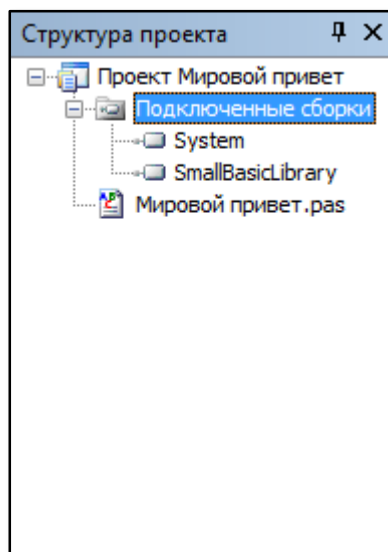 Структура проекта
Проект Мировой привет
Подключенные сборки
System
SmallBasicLibrary
Мировой привет.pas